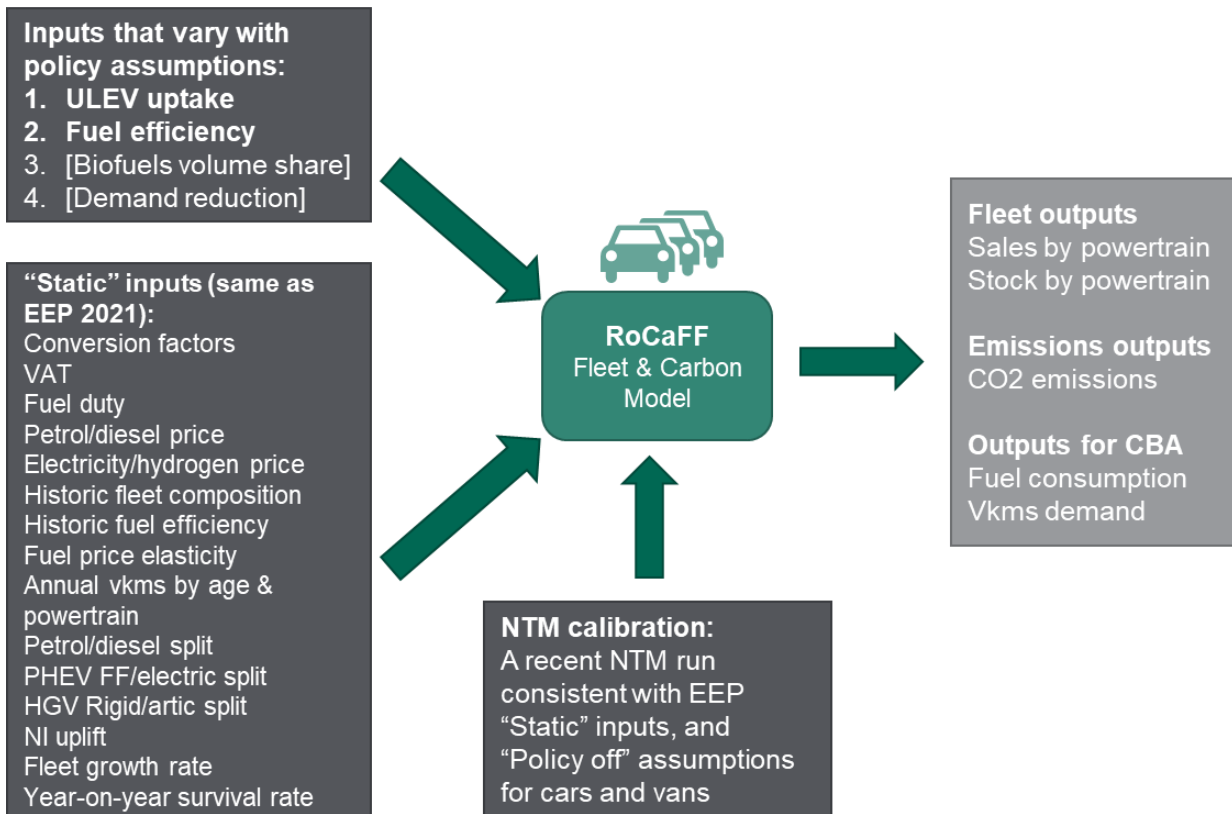 Inputs that vary with
policy assumptions:
1. ULEV uptake
2. Fuel efficiency
3. [Biofuels volume share]
4. [Demand reduction]
"Static" inputs (same as
EEP 2021):
Conversion factors
VAT
Fuel duty
Petrol/diesel price
Electricity/hydrogen price
Historic fleet composition
Historic fuel efficiency
Fuel price elasticity
Annual vkms by age &
powertrain
Petrol/diesel split
PHEV FF/electric split
HGV Rigid/artic split
NI uplift
Fleet growth rate
Year-on-year survival rate
RoCaFF
Fleet & Carbon
Model
NTM calibration:
A recent NTM run
consistent with EEP
"Static" inputs, and
"Policy off" assumptions
for cars and vans
Fleet outputs
Sales by powertrain
Stock by powertrain
Emissions outputs
CO2 emissions
Outputs for CBA
Fuel consumption
Vkms demand